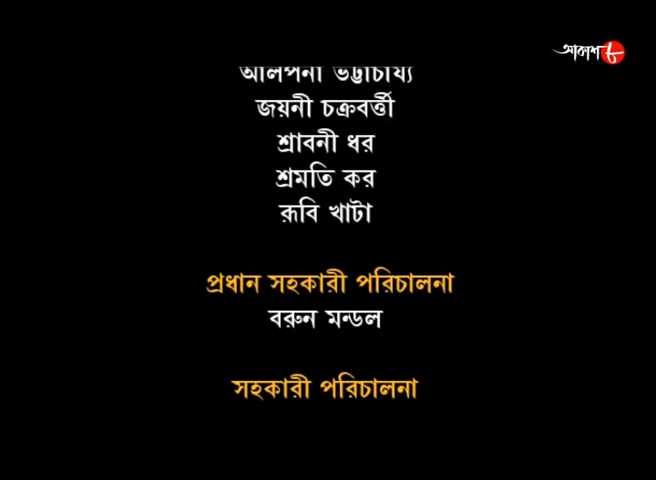 আকাশ ৮
আলপনা ভট্টাচার্য্য
জয়নী চক্রবর্ত্তী
শ্রাবনী ধর
শ্রমতি কর
রূবি খাটা
প্রধান সহকারী পরিচালনা
বরুন মন্ডল
সহকারী পরিচালনা